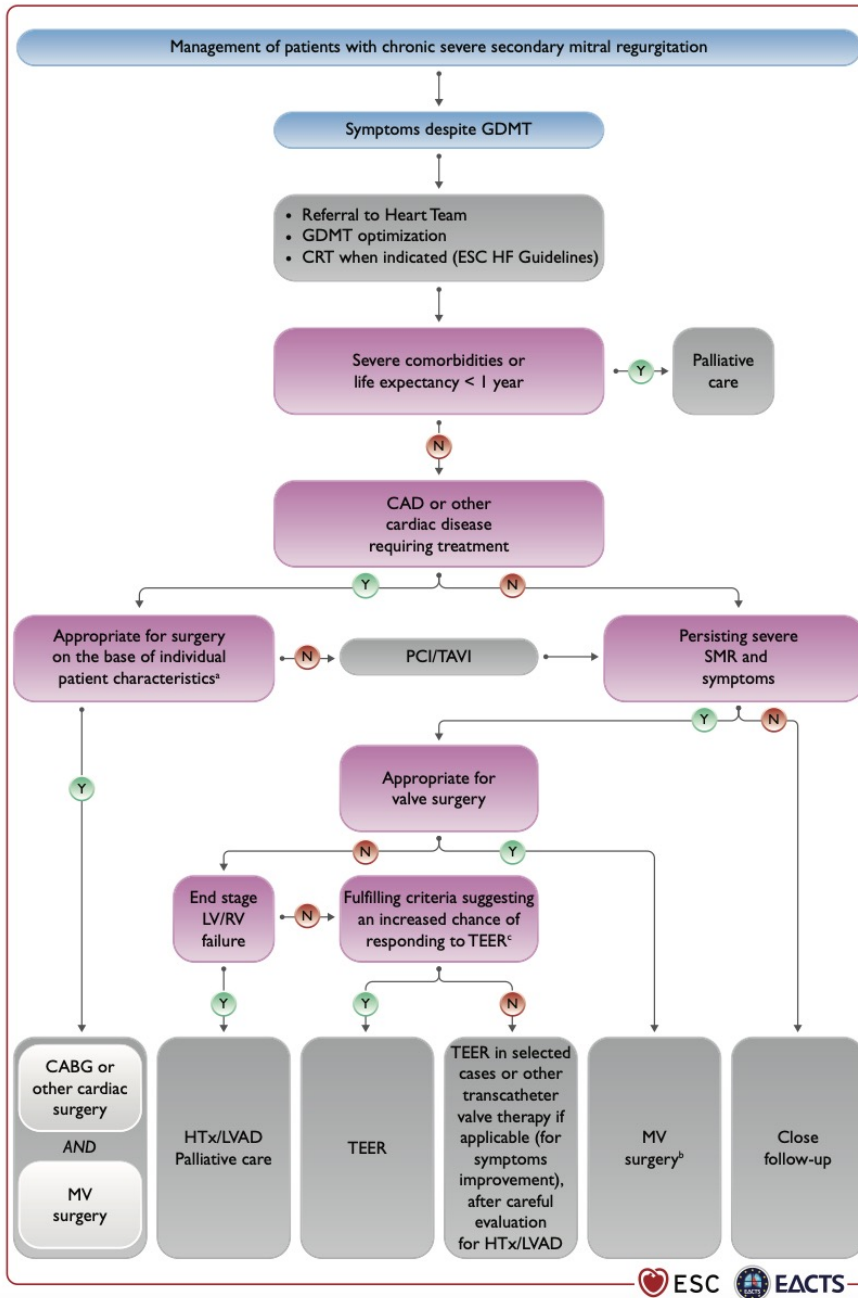 Management of patients with chronic severe secondary mitral regurgitation
Symptoms despite GDMT
• Referral to Heart Team
• GDMT optimization
• CRT when indicated (ESC HF Guidelines)
Severe comorbidities or
life expectancy < 1 year
Y
Palliative
care
N
CAD or other
cardiac disease
requiring treatment
Y
N
Appropriate for surgery
on the base of individual
patient characteristicsᵃ
N
PCI/TAVI
Persisting severe
SMR and
symptoms
Y
N
Y
Appropriate for
valve surgery
N
Y
End stage
LV/RV
failure
N
Fulfilling criteria suggesting
an increased chance of
responding to TEERᶜ
Y
Y
N
CABG or
other cardiac
surgery
AND
MV
surgery
HTx/LVAD
Palliative care
TEER
TEER in selected
cases or other
transcatheter
valve therapy if
applicable (for
symptoms
improvement),
after careful
evaluation
for HTx/LVAD
MV
surgeryᵇ
Close
follow-up
ESC
EACTS